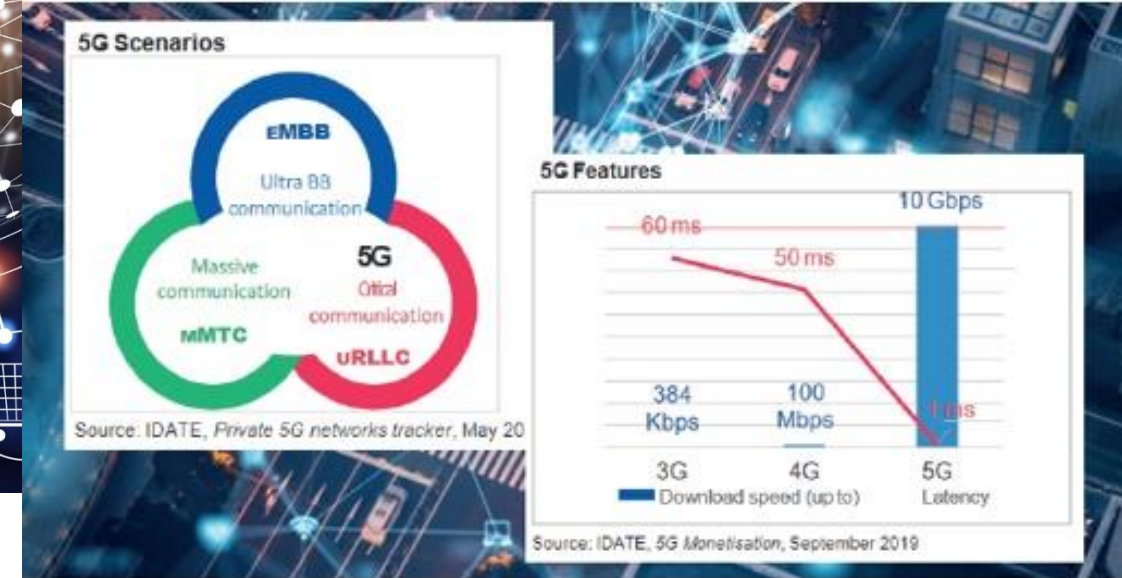 5G Scenarios
EMBB
Ultra BB
communication
5G
Massive
communication
Critical
communication
MMTC
URLLC
Source: IDATE, Private 5G networks tracker, May 20
5G Features
10 Gbps
60 ms
50 ms
384
Kbps
100
Mbps
1 ms
3G
4G
5G
Download speed (up to)
Latency
Source: IDATE, 5G Monetisation, September 2019